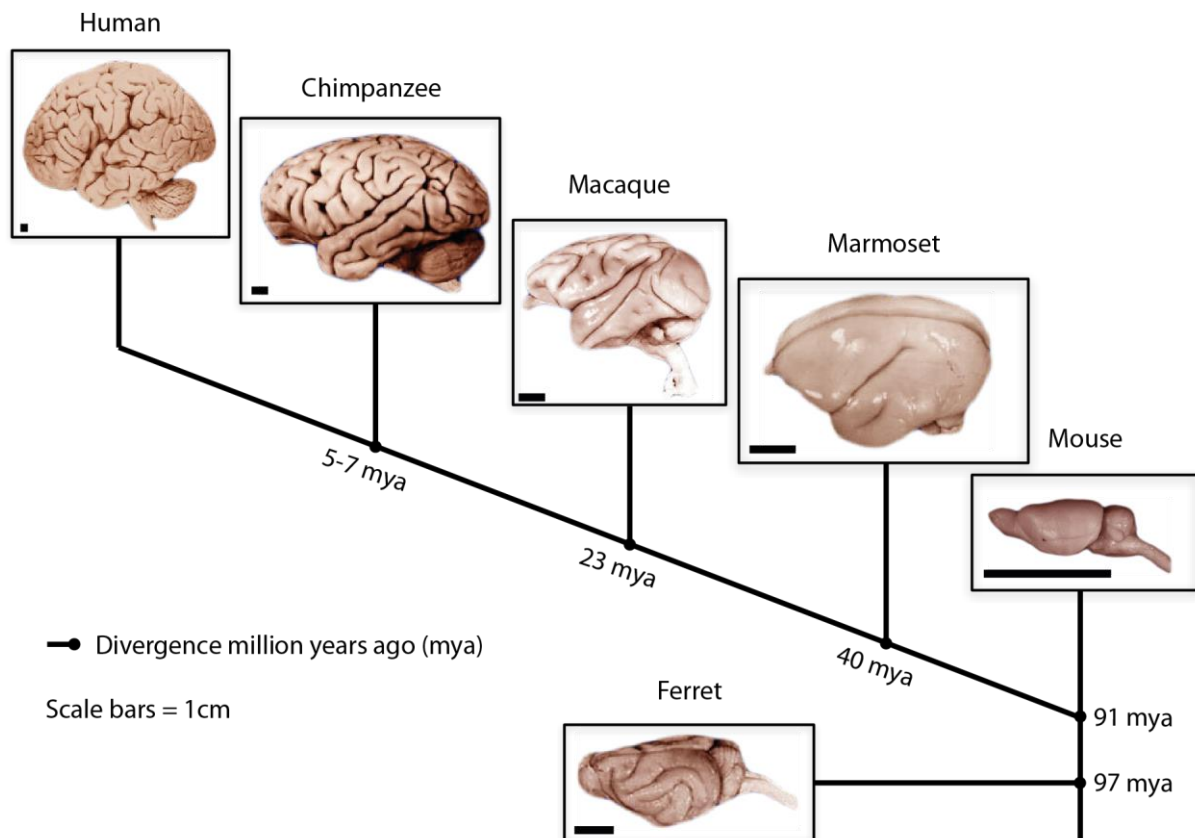 Human
Chimpanzee
Macaque
Marmoset
Mouse
5-7 mya
23 mya
40 mya
Divergence million years ago (mya)
Scale bars = 1cm
Ferret
91 mya
97 mya